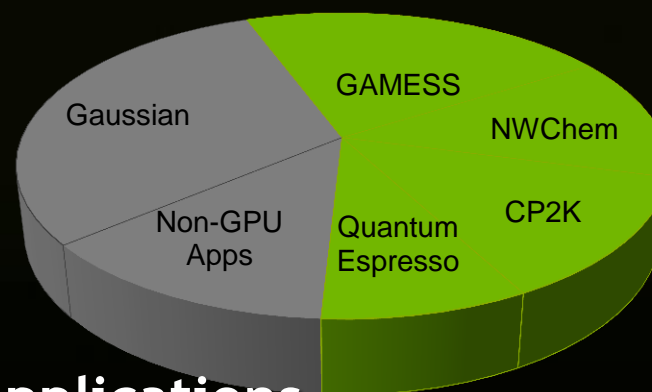 GAMESS
Gaussian
NWChem
CP2K
Non-GPU
Apps
Quantum
Espresso